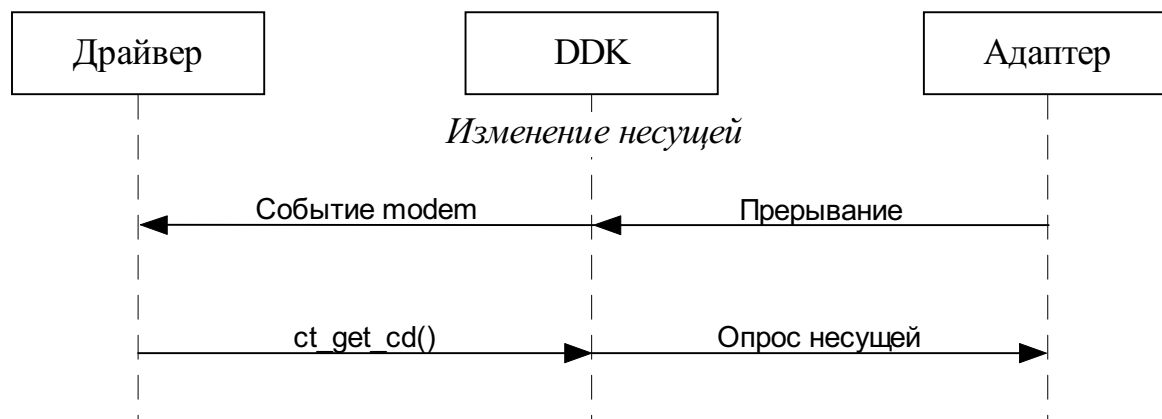 Драйвер DDK Адаптер
Изменение несущей
Событие modem Прерывание
ct_get_cd() Опрос несущей